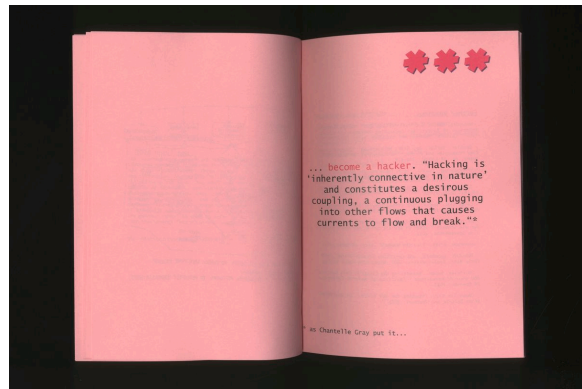 ✱ ✱ ✱
... become a hacker. “Hacking is
‘inherently connective in nature’
and constitutes a desirous
coupling, a continuous plugging
into other flows that causes
currents to flow and break.”*
* as Chantelle Gray put it...